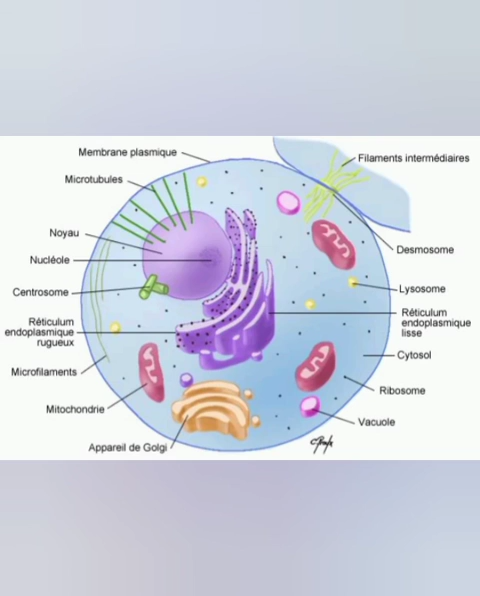 Membrane plasmique
Filaments intermédiaires
Microtubules
Noyau
Desmosome
Nucléole
Centrosome
Lysosome
Réticulum
endoplasmique
lisse
Réticulum
endoplasmique
rugueux
Cytosol
Microfilaments
Ribosome
Mitochondrie
Vacuole
Appareil de Golgi